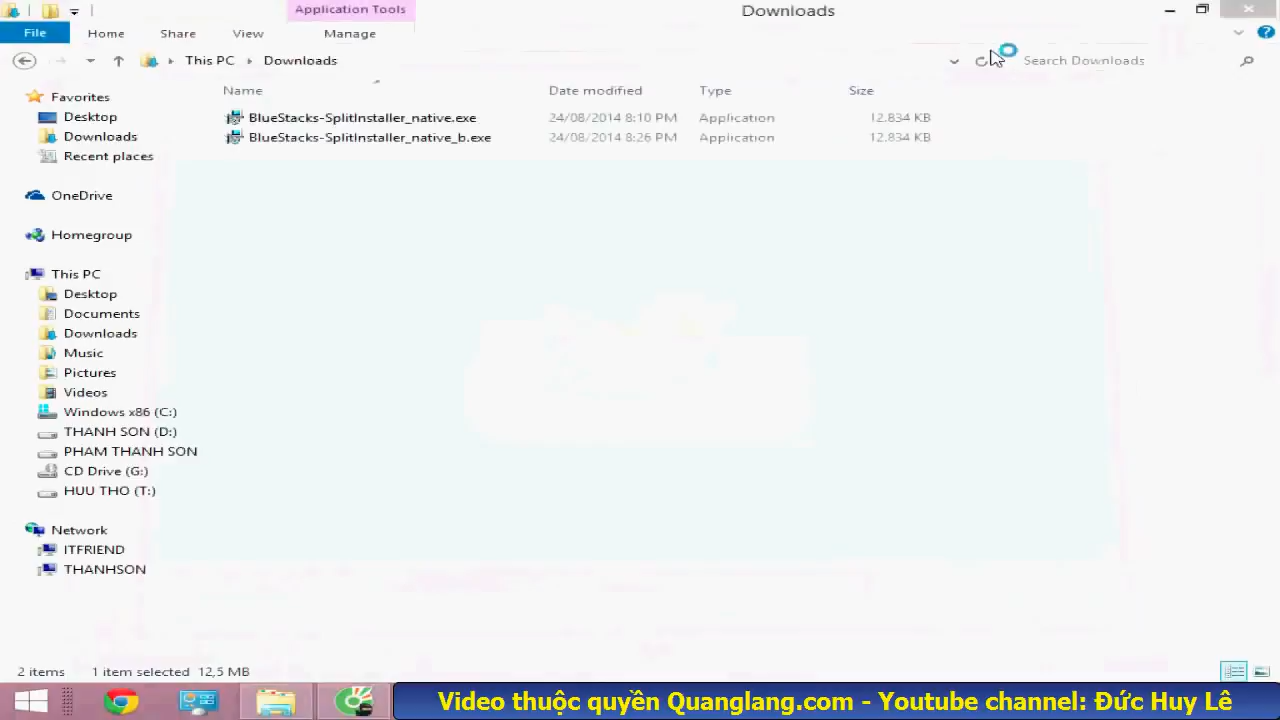 Application Tools
Downloads
File
Home
Share
View
Manage
This PC
Downloads
Search Downloads
Name
Date modified
Type
Size
BlueStacks-SplitInstaller_native.exe
24/08/2014 8:10 PM
Application
12.834 KB
BlueStacks-SplitInstaller_native_b.exe
24/08/2014 8:26 PM
Application
12.834 KB
Favorites
Desktop
Downloads
Recent places
OneDrive
Homegroup
This PC
Desktop
Documents
Downloads
Music
Pictures
Videos
Windows x86 (C:)
THANH SON (D:)
PHAM THANH SON
CD Drive (G:)
HUU THO (T:)
Network
ITFRIEND
THANHSON
2 items
1 item selected 12,5 MB
Video thuộc quyền Quanglang.com - Youtube channel: Đức Huy Lê